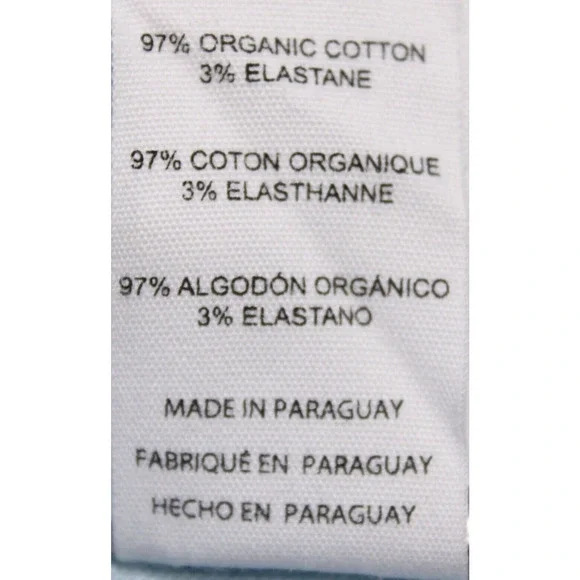 97% ORGANIC COTTON
3% ELASTANE
97% COTON ORGANIQUE
3% ELASTHANNE
97% ALGODÓN ORGÁNICO
3% ELASTANO
MADE IN PARAGUAY
FABRIQUÉ EN PARAGUAY
HECHO EN PARAGUAY